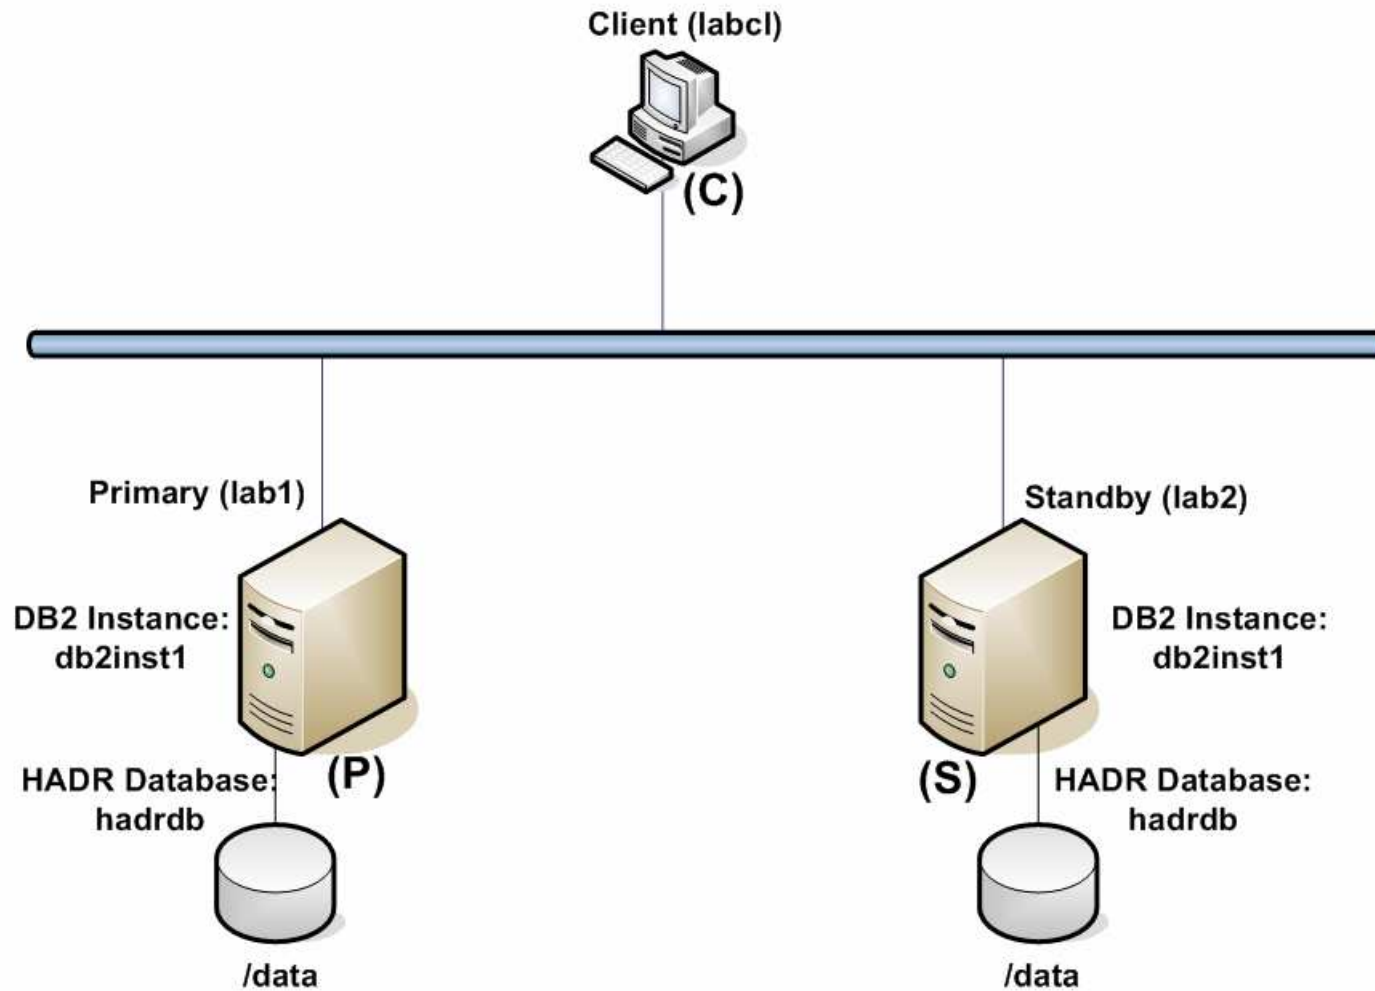 Client (labcl)
(C)
Primary (lab1)
Standby (lab2)
DB2 Instance:
db2inst1
DB2 Instance:
db2inst1
(P)
HADR Database:
hadrdb
(S)
HADR Database:
hadrdb
/data
/data